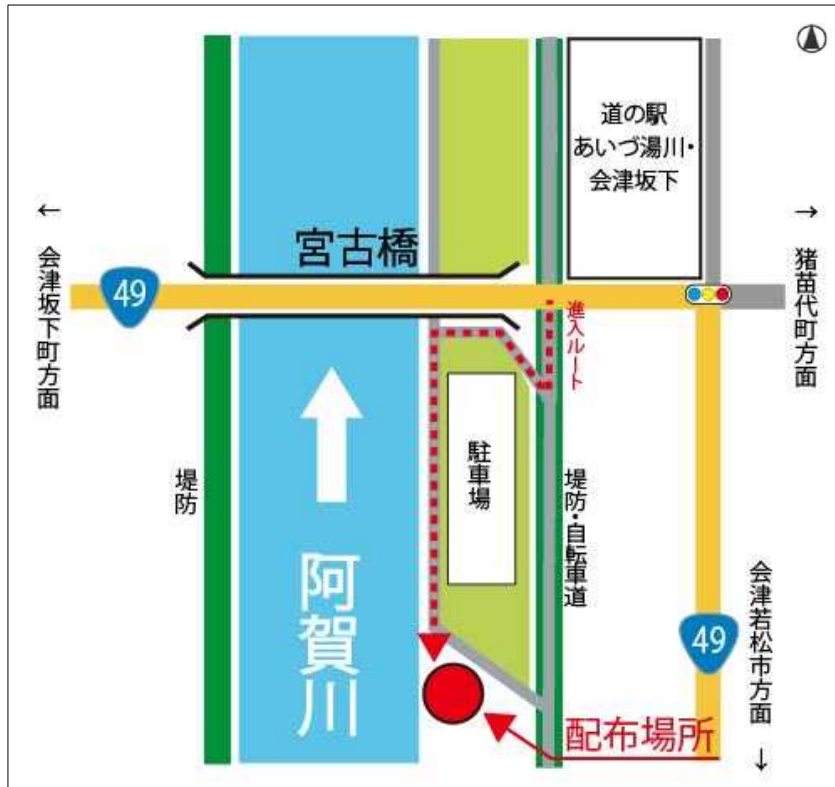 道の駅
あいづ湯川・
会津坂下
宮古橋
←
会津坂下町方面
49
→
猪苗代町方面
進入ルート
駐車場
堤防
堤防・自転車道
阿賀川
49
会津若松市方面
↓
配布場所